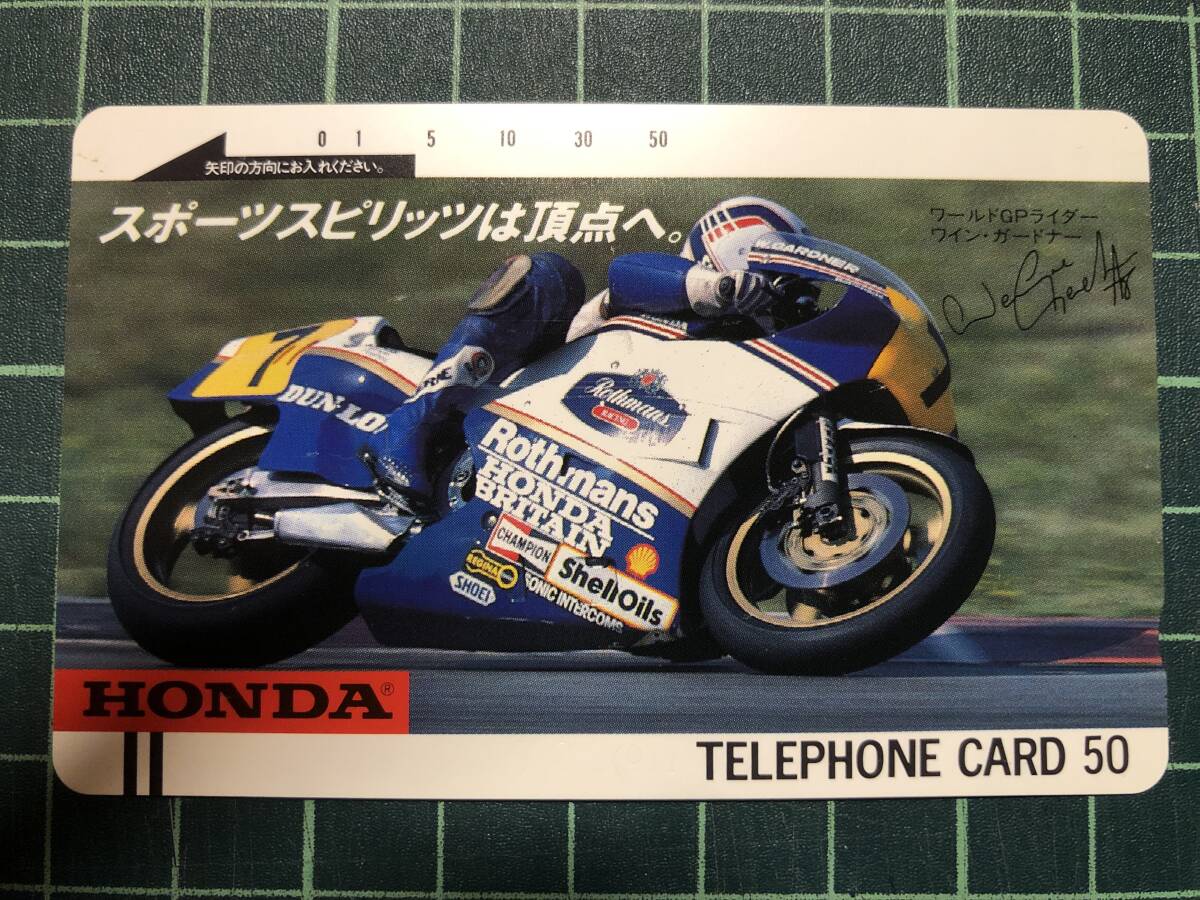 0 1 5 10 30 50
矢印の方向にお入れください。
スポーツスピリッツは頂点へ。
ワールドGPライダー
ワイン・ガードナー
W.GARDNER
DUNLO
Rothmans
RACING
Rothmans
HONDA
BRITAIN
CHAMPION
REGINA
SHOEI
Shell Oils
SONIC INTERCOMS
HONDA®
TELEPHONE CARD 50